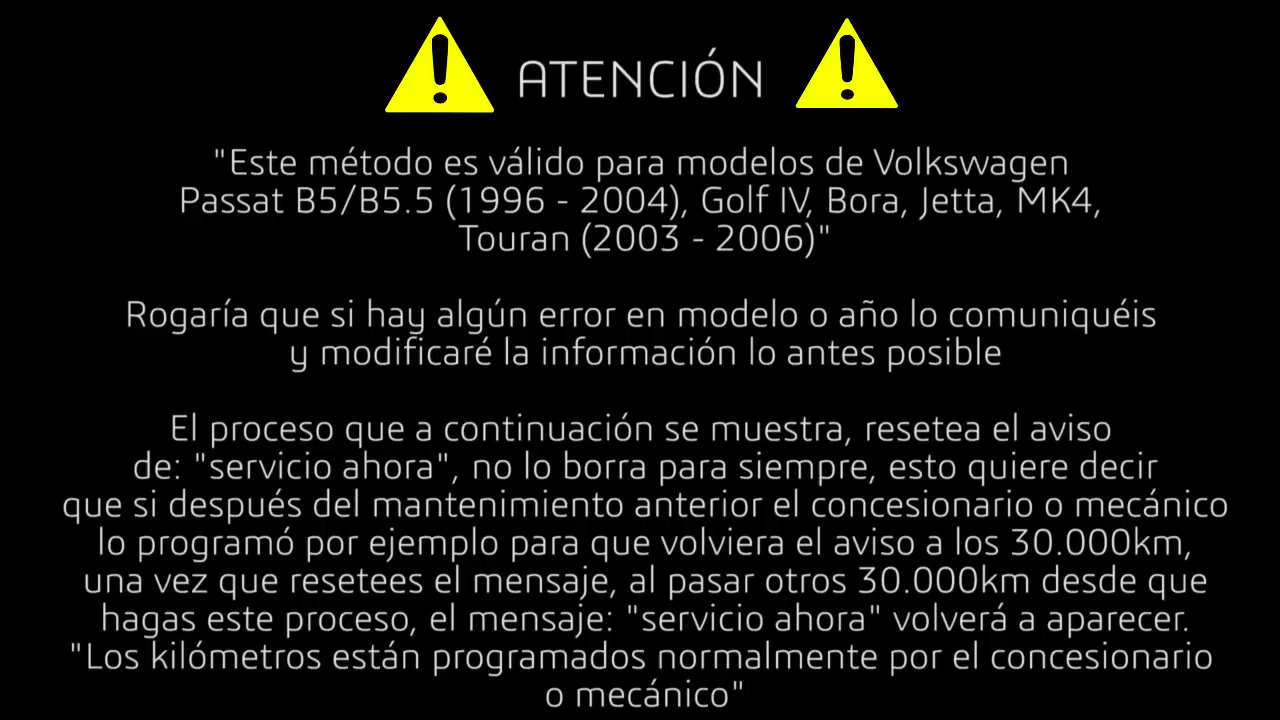 ATENCIÓN
"Este método es válido para modelos de Volkswagen
Passat B5/B5.5 (1996 - 2004), Golf IV, Bora, Jetta, MK4,
Touran (2003 - 2006)"
Rogaría que si hay algún error en modelo o año lo comuniquéis
y modificaré la información lo antes posible
El proceso que a continuación se muestra, resetea el aviso
de: "servicio ahora", no lo borra para siempre, esto quiere decir
que si después del mantenimiento anterior el concesionario o mecánico
lo programó por ejemplo para que volviera el aviso a los 30.000km,
una vez que resetees el mensaje, al pasar otros 30.000km desde que
hagas este proceso, el mensaje: "servicio ahora" volverá a aparecer.
"Los kilómetros están programados normalmente por el concesionario
o mecánico"